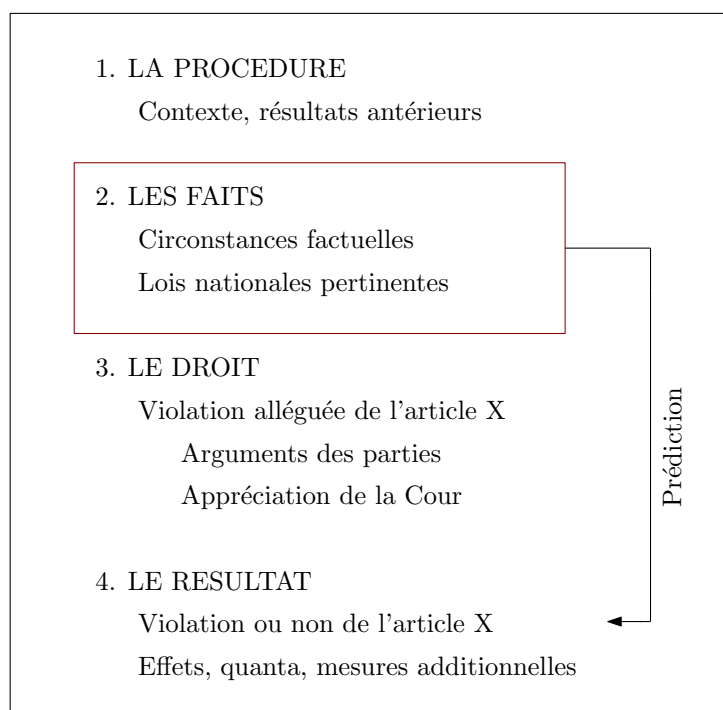 1. LA PROCEDURE
Contexte, résultats antérieurs
2. LES FAITS
Circonstances factuelles
Lois nationales pertinentes
3. LE DROIT
Violation alléguée de l'article X
Arguments des parties
Appréciation de la Cour
Prédiction
4. LE RESULTAT
Violation ou non de l'article X
Effets, quanta, mesures additionnelles